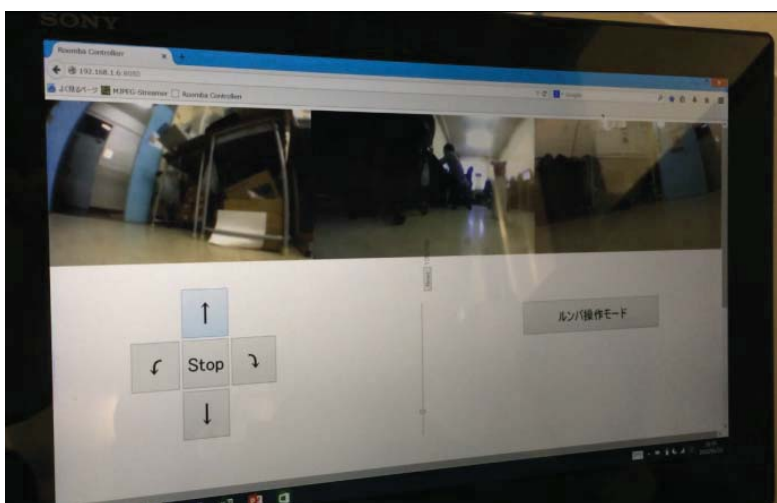 SONY
Roomba Controller
192.168.1.6
よく見るページ MJPEG-Streamer Roomba Controller
↑
Stop
↓
ルンバ操作モード